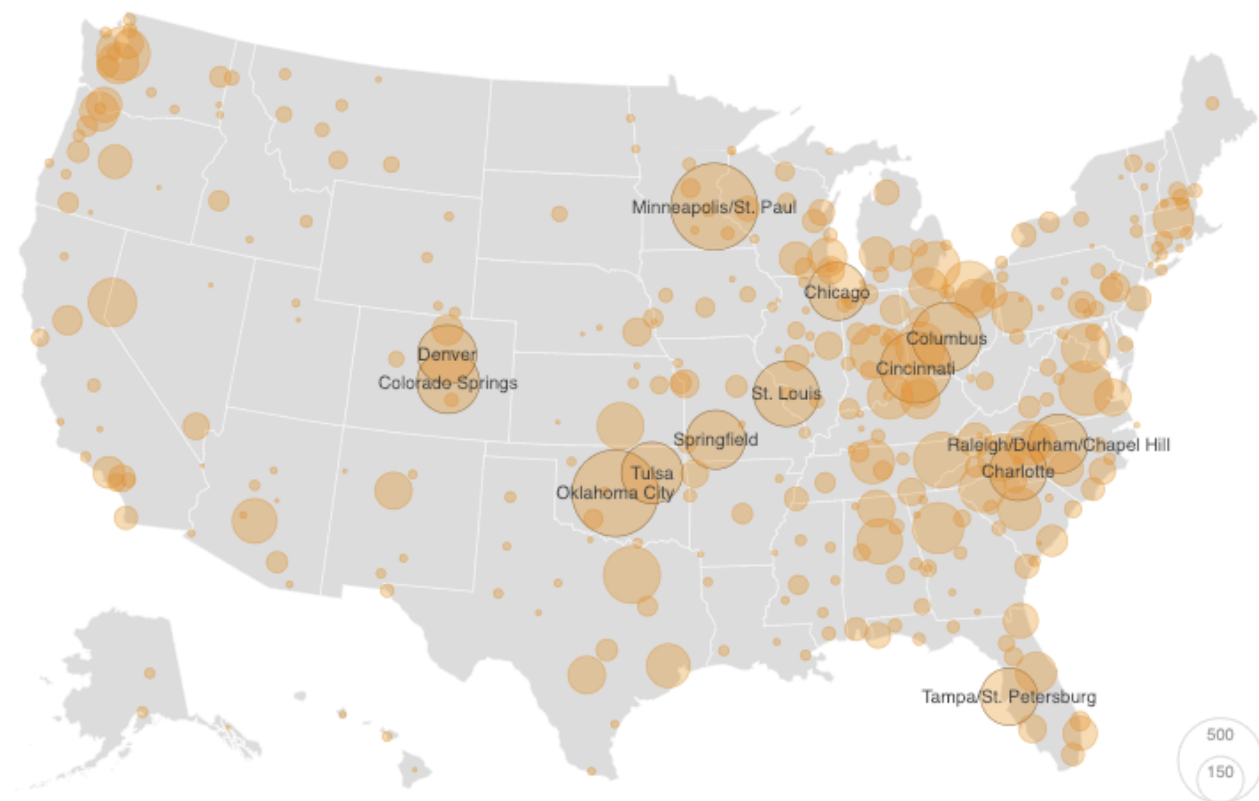 Minneapolis/St. Paul
Chicago
Columbus
Denver
Cincinnati
Colorado Springs
St. Louis
Springfield
Raleigh/Durham/Chapel Hill
Charlotte
Tulsa
Oklahoma City
Tampa/St. Petersburg
500
150